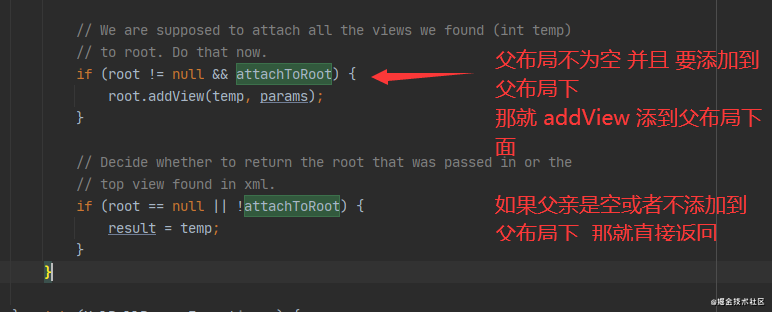 // We are supposed to attach all the views we found (int temp)
// to root. Do that now.
if (root != null && attachToRoot) {
root.addView(temp, params);
}
父布局不为空 并且 要添加到
父布局下
那就 addView 添到父布局下
面
// Decide whether to return the root that was passed in or the
// top view found in xml.
if (root == null || !attachToRoot) {
result = temp;
}
如果父亲是空或者不添加到
父布局下 那就直接返回
}
@掘金技术社区